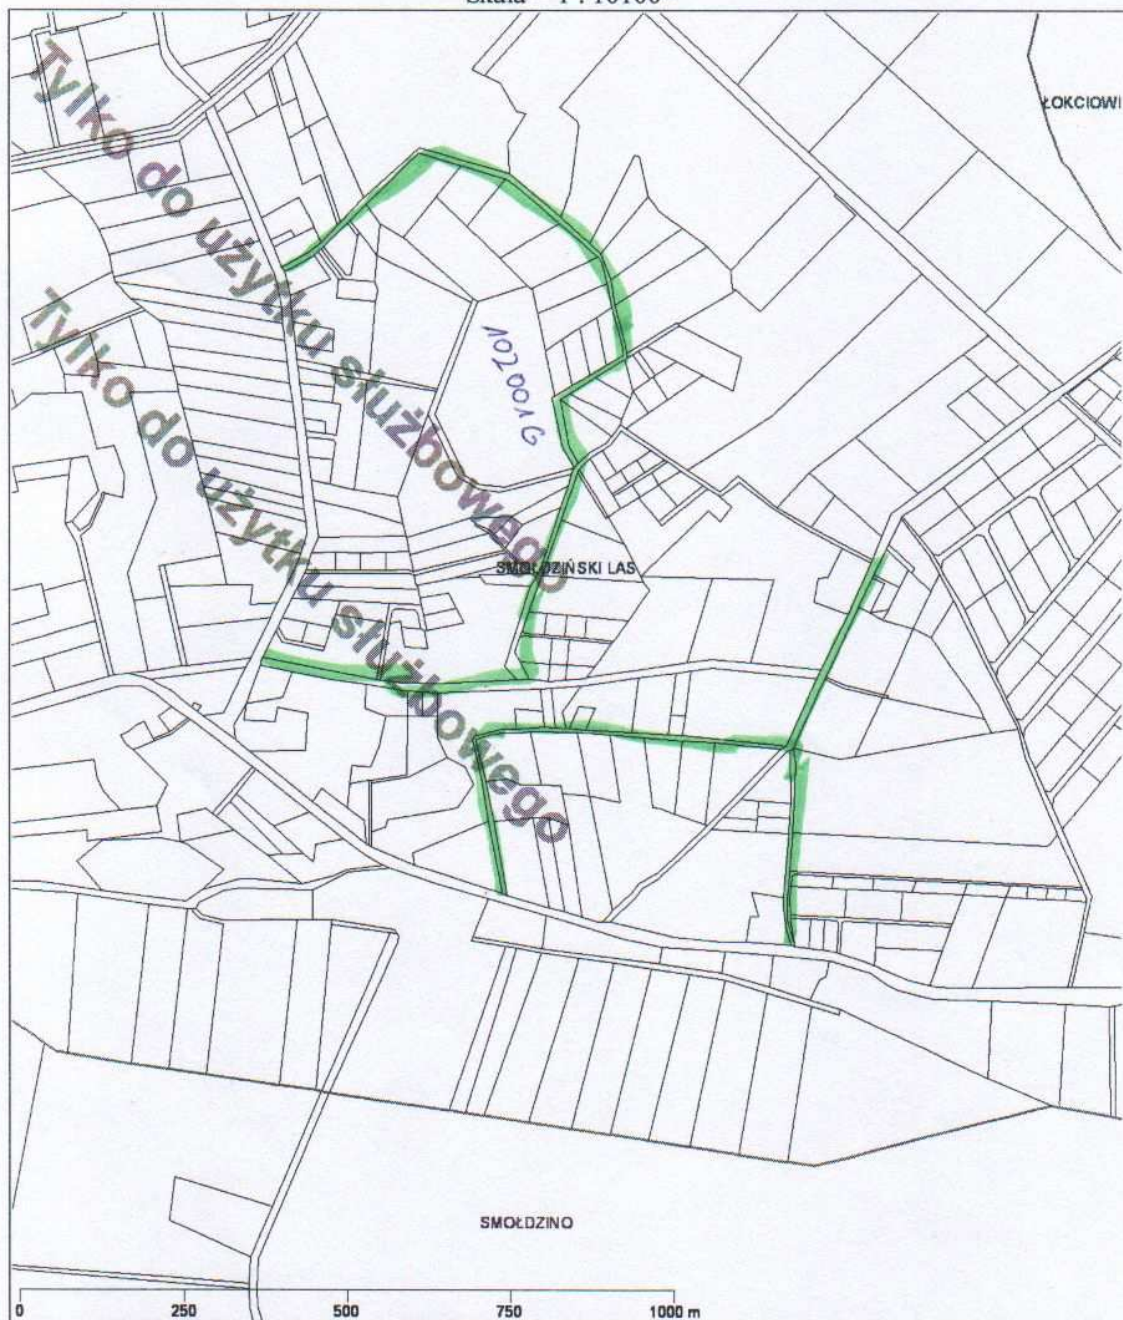 Skala 1 : 10100
ŁOKCIOWI
Tylko do użytku służbowego
Tylko do użytku służbowego
102001G
SMOŁDZIŃSKI LAS
SMOŁDZINO
0 250 500 750 1000 m